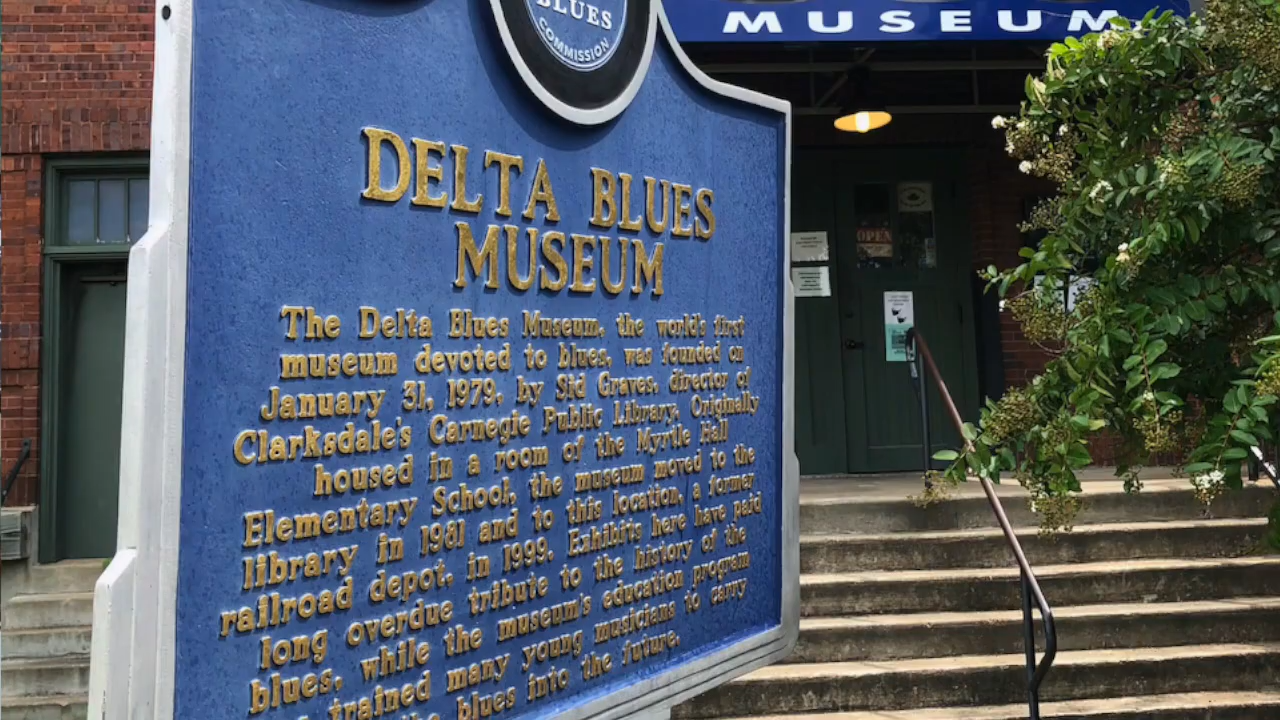 BLUES
COMMISSION
MUSEUM
DELTA BLUES
MUSEUM
The Delta Blues Museum, the world's first
museum devoted to blues, was founded on
January 31, 1979, by Sid Graves, director of
Clarksdale's Carnegie Public Library. Originally
housed in a room of the Myrtle Hall
Elementary School, the museum moved to the
library in 1981 and to this location, a former
railroad depot, in 1999. Exhibits here have paid
long overdue tribute to the history of the
blues, while the museum's education program
trained many young musicians to carry
the blues into the future.
OPEN